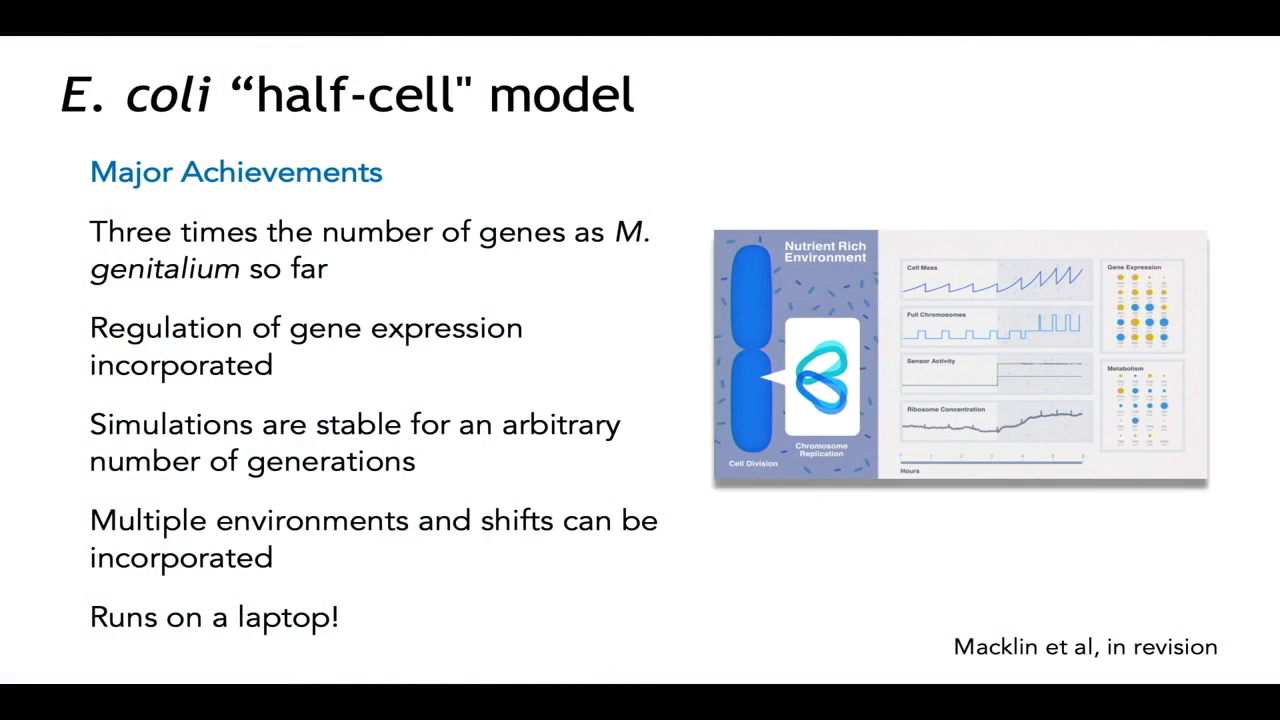 E. coli “half-cell" model
Major Achievements
Three times the number of genes as M.
genitalium so far
Regulation of gene expression
incorporated
Simulations are stable for an arbitrary
number of generations
Multiple environments and shifts can be
incorporated
Runs on a laptop!
Nutrient Rich
Environment
Chromosome
Replication
Cell Division
Cell Mass
Full Chromosomes
Sensor Activity
Ribosome Concentration
Hours
Gene Expression
Metabolism
Macklin et al, in revision